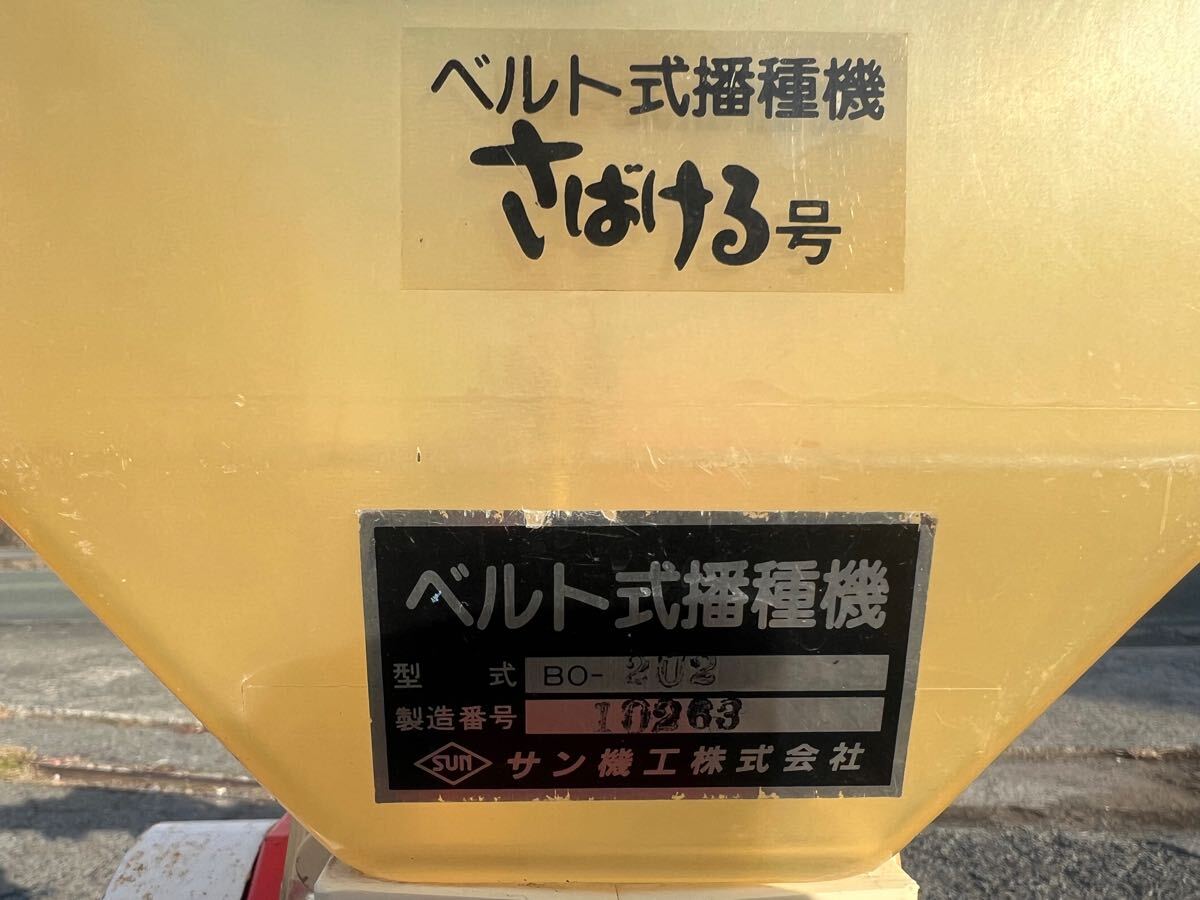 ベルト式播種機
さばける号
ベルト式播種機
型式 BO-202
製造番号 10263
SUN サン機工株式会社